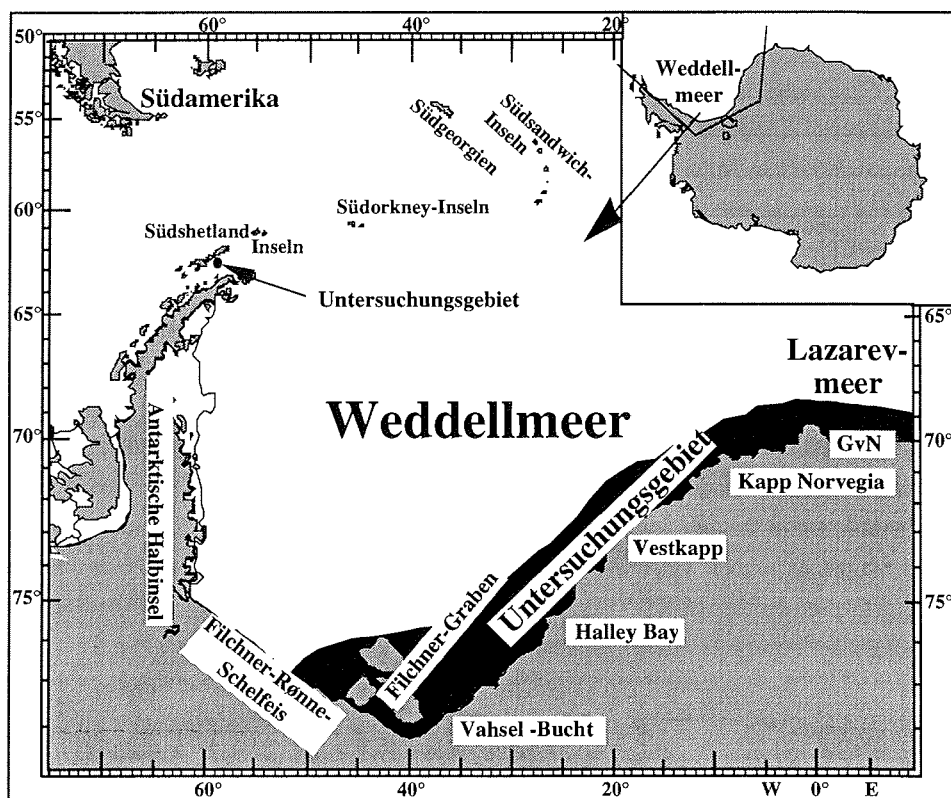 60°
40°
20°
50°
55°
60°
65°
70°
75°
Südamerika
Südgeorgien
Südsandwich-
Inseln
Weddell-
meer
Südorkney-Inseln
Südshetland
Inseln
Untersuchungsgebiet
65°
70°
75°
Lazarev-
meer
Weddellmeer
GvN
Kapp Norvegia
Vestkapp
Halley Bay
Vahsel -Bucht
Untersuchungsgebiet
Filchner-Graben
Filchner-Rønne-
Schelfeis
Antarktische Halbinsel
60°
40°
20°
W 0° E